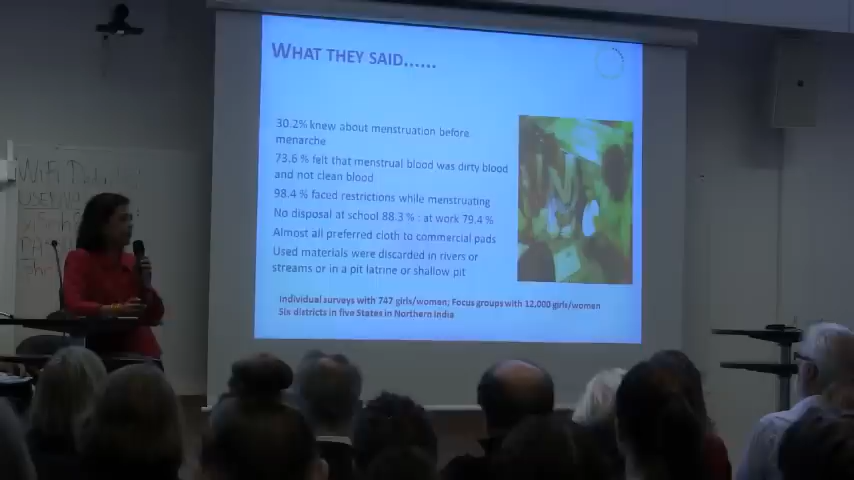 WHAT THEY SAID......
30.2% knew about menstruation before
menarche
73.6 % felt that menstrual blood was dirty blood
and not clean blood
98.4 % faced restrictions while menstruating
No disposal at school 88.3 % : at work 79.4 %
Almost all preferred cloth to commercial pads
Used materials were discarded in rivers or
streams or in a pit latrine or shallow pit
Individual surveys with 747 girls/women; Focus groups with 12,000 girls/women
Six districts in five States in Northern India
WiFi